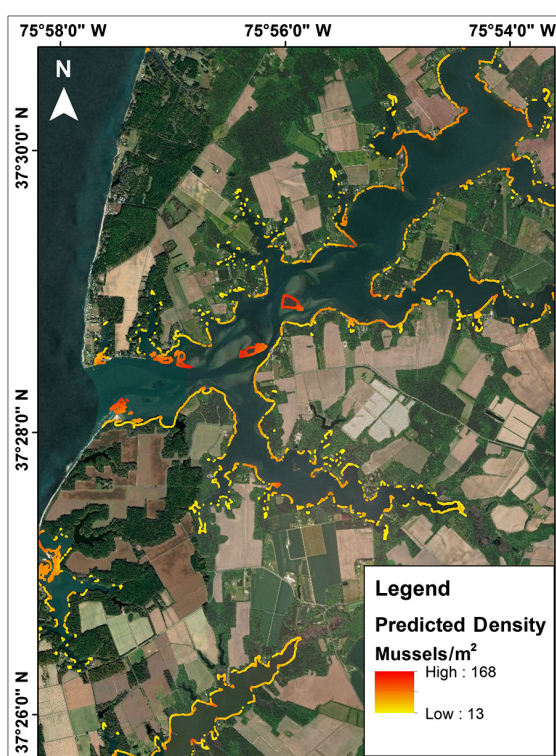 75°58'0" W 75°56'0" W 75°54'0" W
N
37°30'0" N
37°28'0" N
37°26'0" N
Legend
Predicted Density
Mussels/m²
High : 168
Low : 13